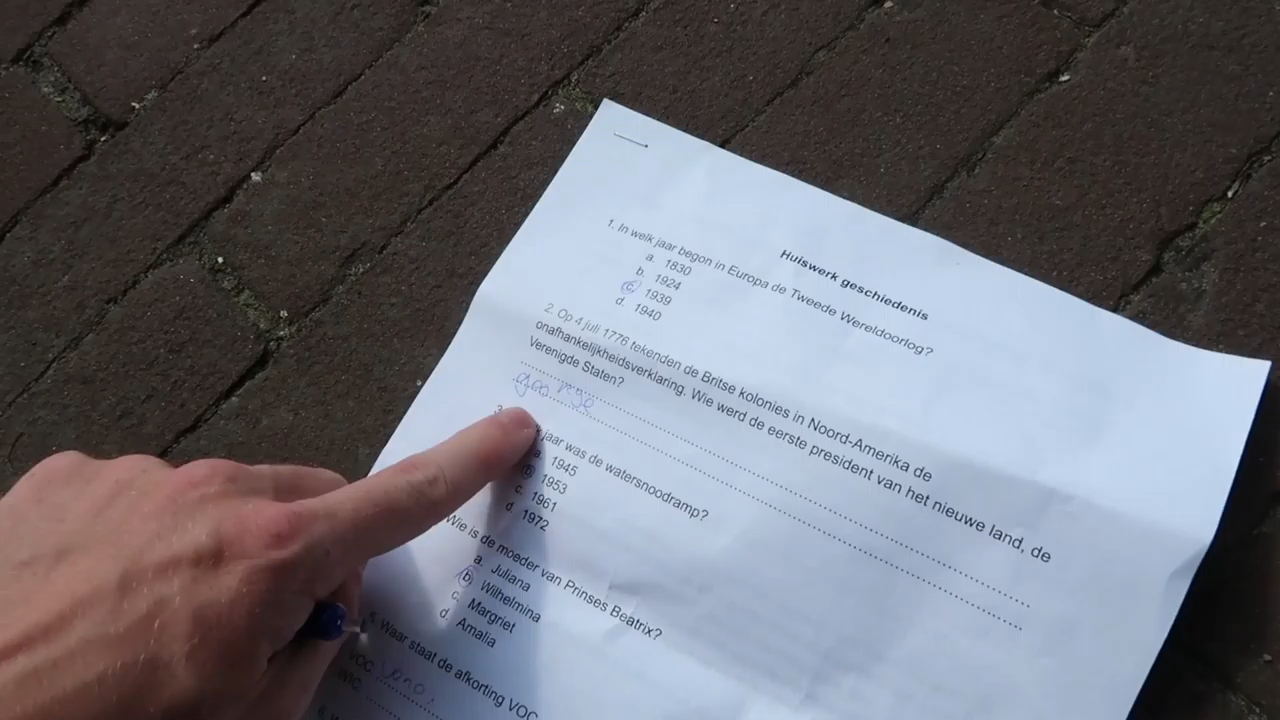 Huiswerk geschiedenis
1. In welk jaar begon in Europa de Tweede Wereldoorlog?
a. 1830
b. 1924
c. 1939
d. 1940
2. Op 4 juli 1776 tekenden de Britse kolonies in Noord-Amerika de
onafhankelijkheidsverklaring. Wie werd de eerste president van het nieuwe land, de
Verenigde Staten?
3. jaar was de watersnoodramp?
a 1945
b 1953
c. 1961
d 1972
Wie is de moeder van Prinses Beatrix?
a. Juliana
b. Wilhelmina
c. Margriet
d. Amalia
5. Waar staat de afkorting VOC
VOC
WIC